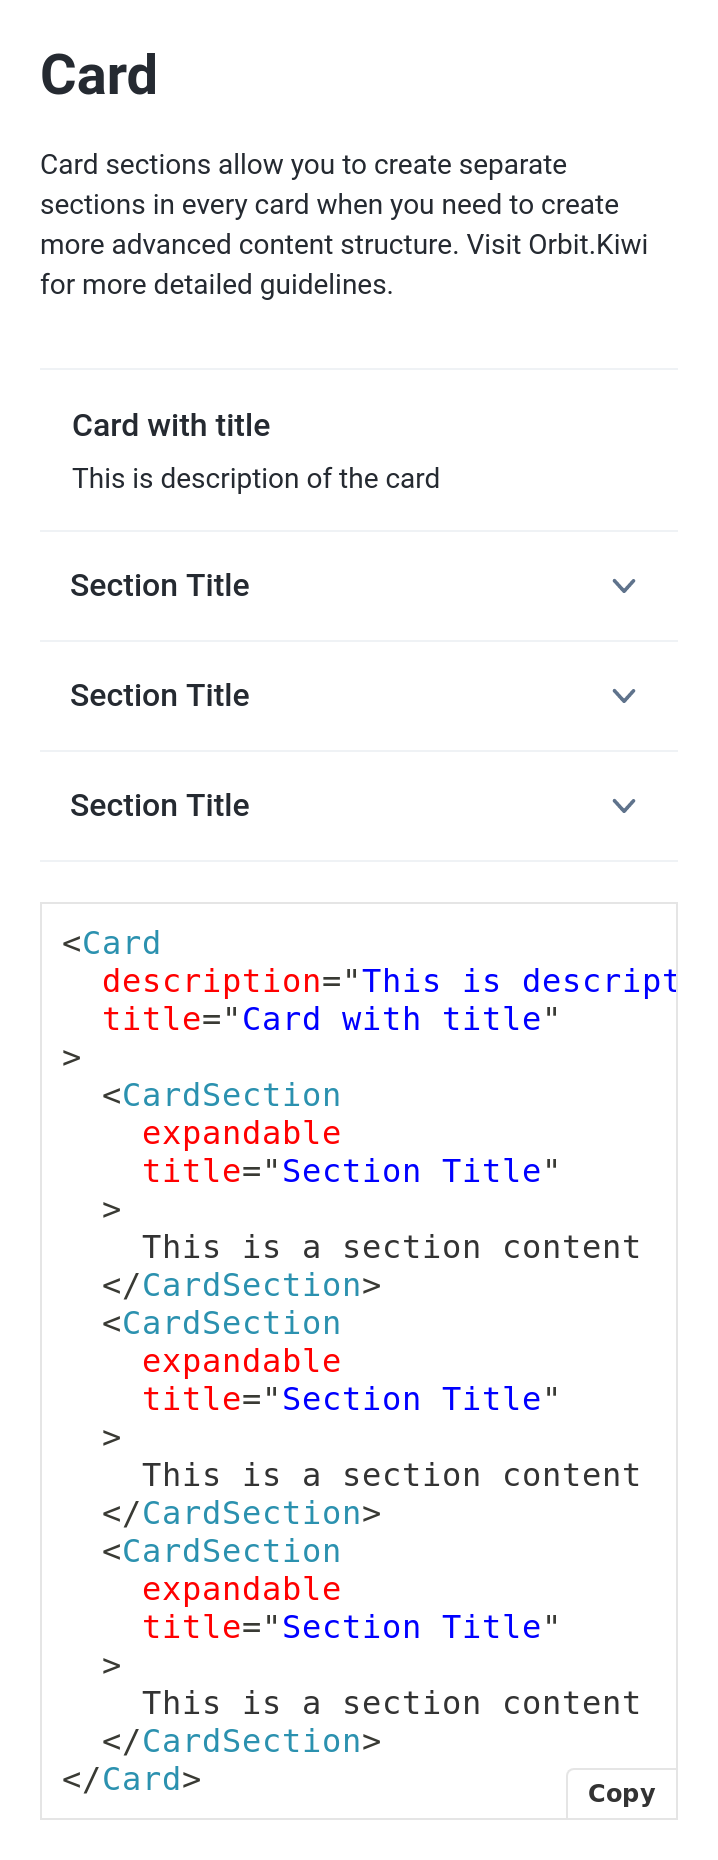 Card
Card sections allow you to create separate
sections in every card when you need to create
more advanced content structure. Visit Orbit.Kiwi
for more detailed guidelines.
Card with title
This is description of the card
Section Title
Section Title
Section Title
<Card
  description="This is descript
  title="Card with title"
>
  <CardSection
    expandable
    title="Section Title"
  >
    This is a section content
  </CardSection>
  <CardSection
    expandable
    title="Section Title"
  >
    This is a section content
  </CardSection>
  <CardSection
    expandable
    title="Section Title"
  >
    This is a section content
  </CardSection>
</Card>
Copy